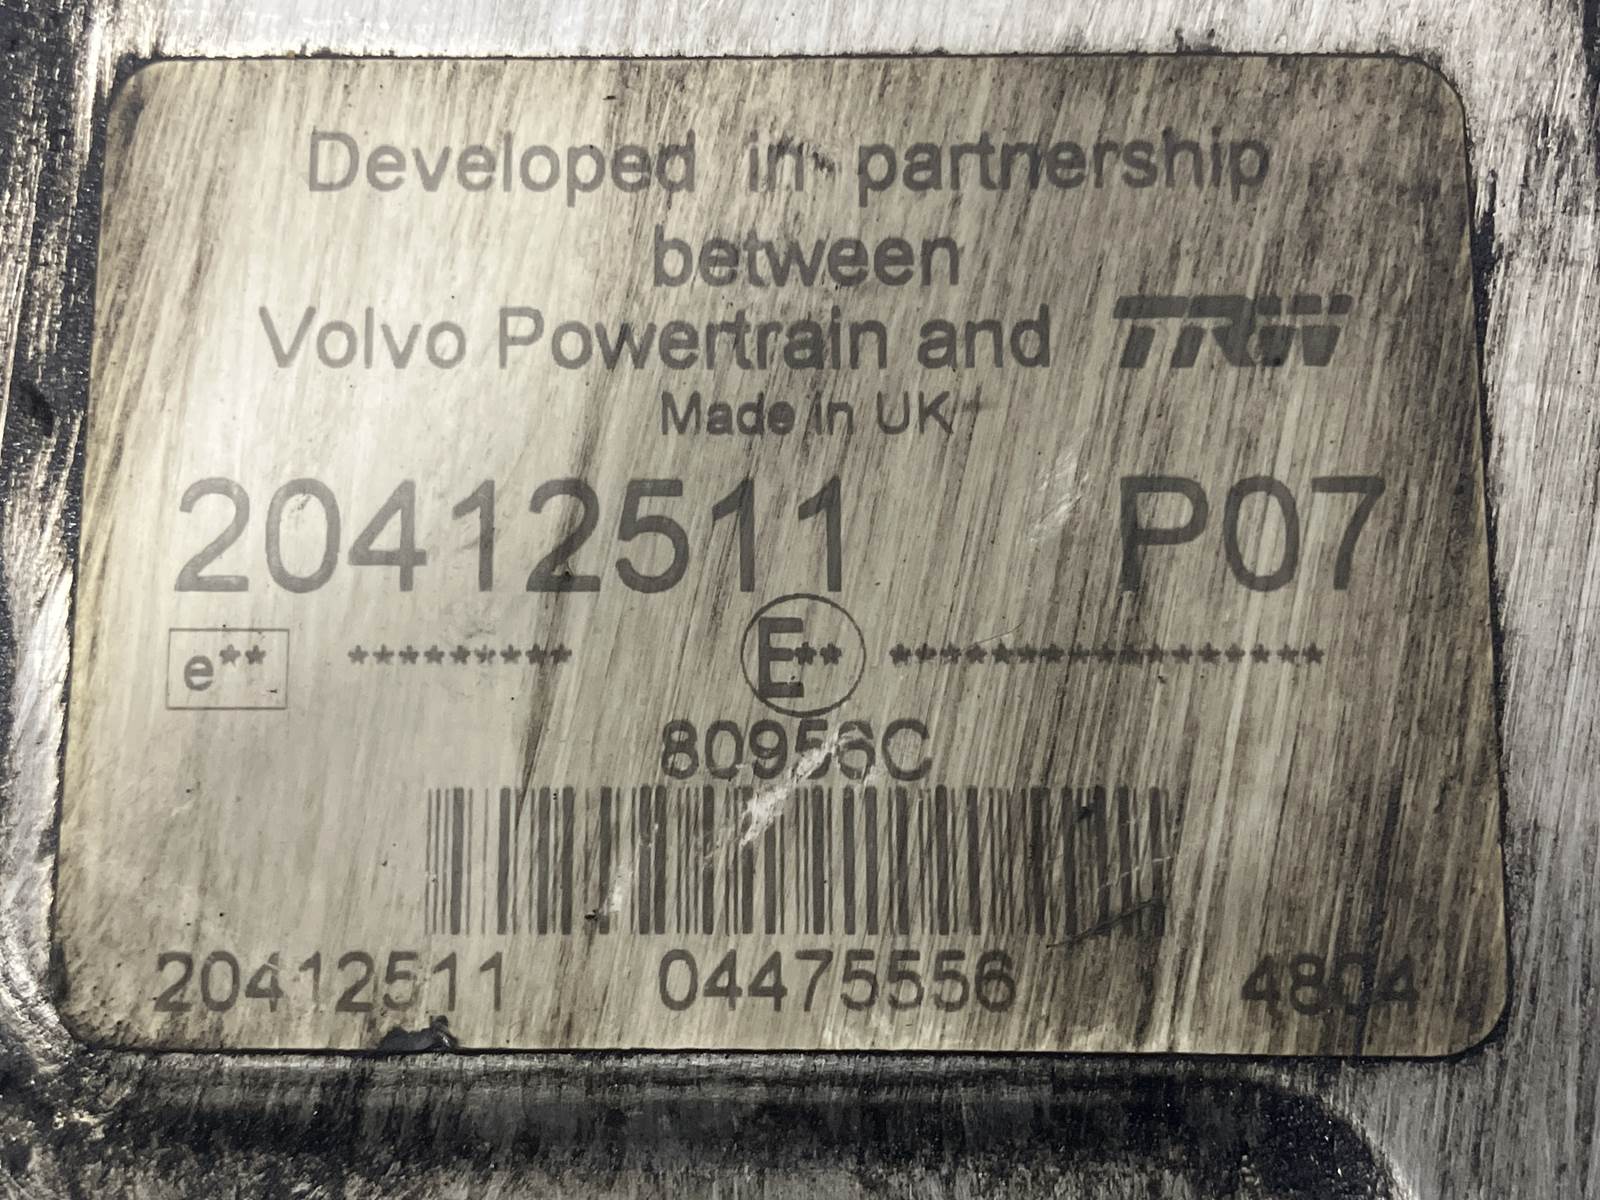 Developed in partnership
between
Volvo Powertrain and TRW
Made in UK
20412511 P07
e** ********* E** *****************
80956C
20412511 04475556 4804